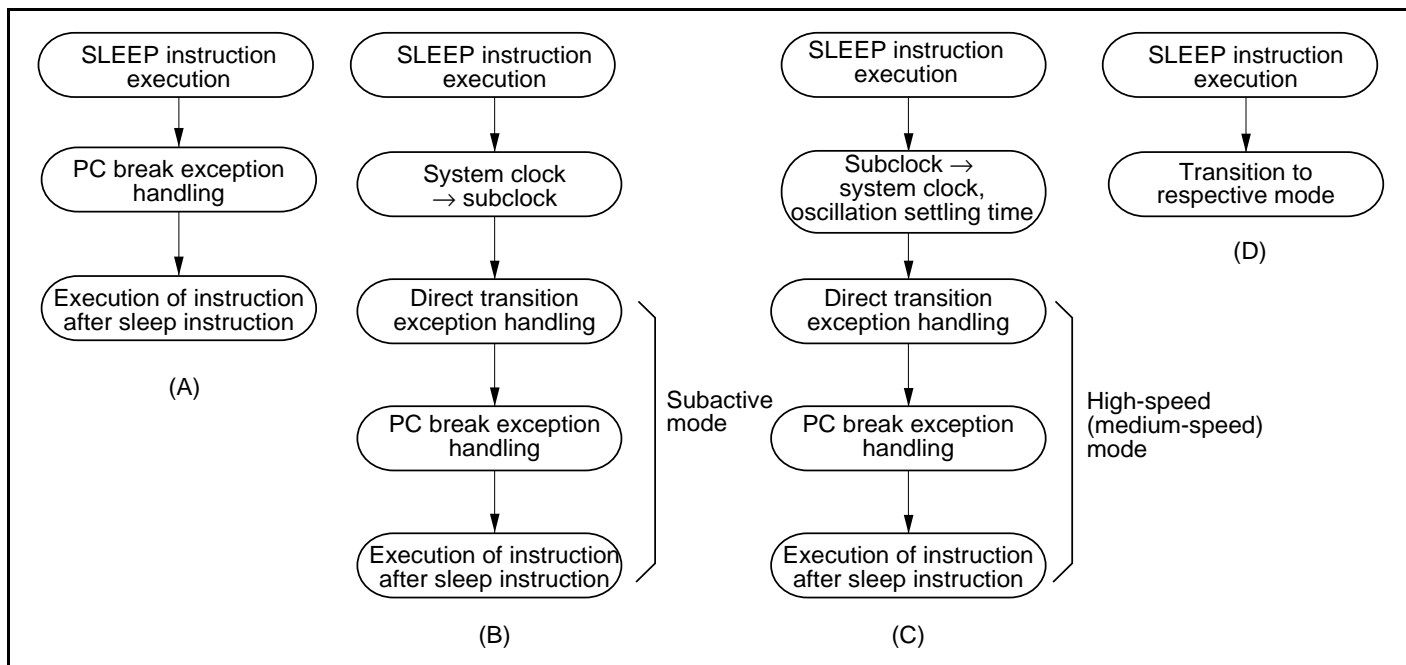 SLEEP instruction
execution
PC break exception
handling
Execution of instruction
after sleep instruction
(A)
SLEEP instruction
execution
System clock
→ subclock
Direct transition
exception handling
PC break exception
handling
Execution of instruction
after sleep instruction
Subactive
mode
(B)
SLEEP instruction
execution
Subclock →
system clock,
oscillation settling time
Direct transition
exception handling
PC break exception
handling
Execution of instruction
after sleep instruction
High-speed
(medium-speed)
mode
(C)
SLEEP instruction
execution
Transition to
respective mode
(D)